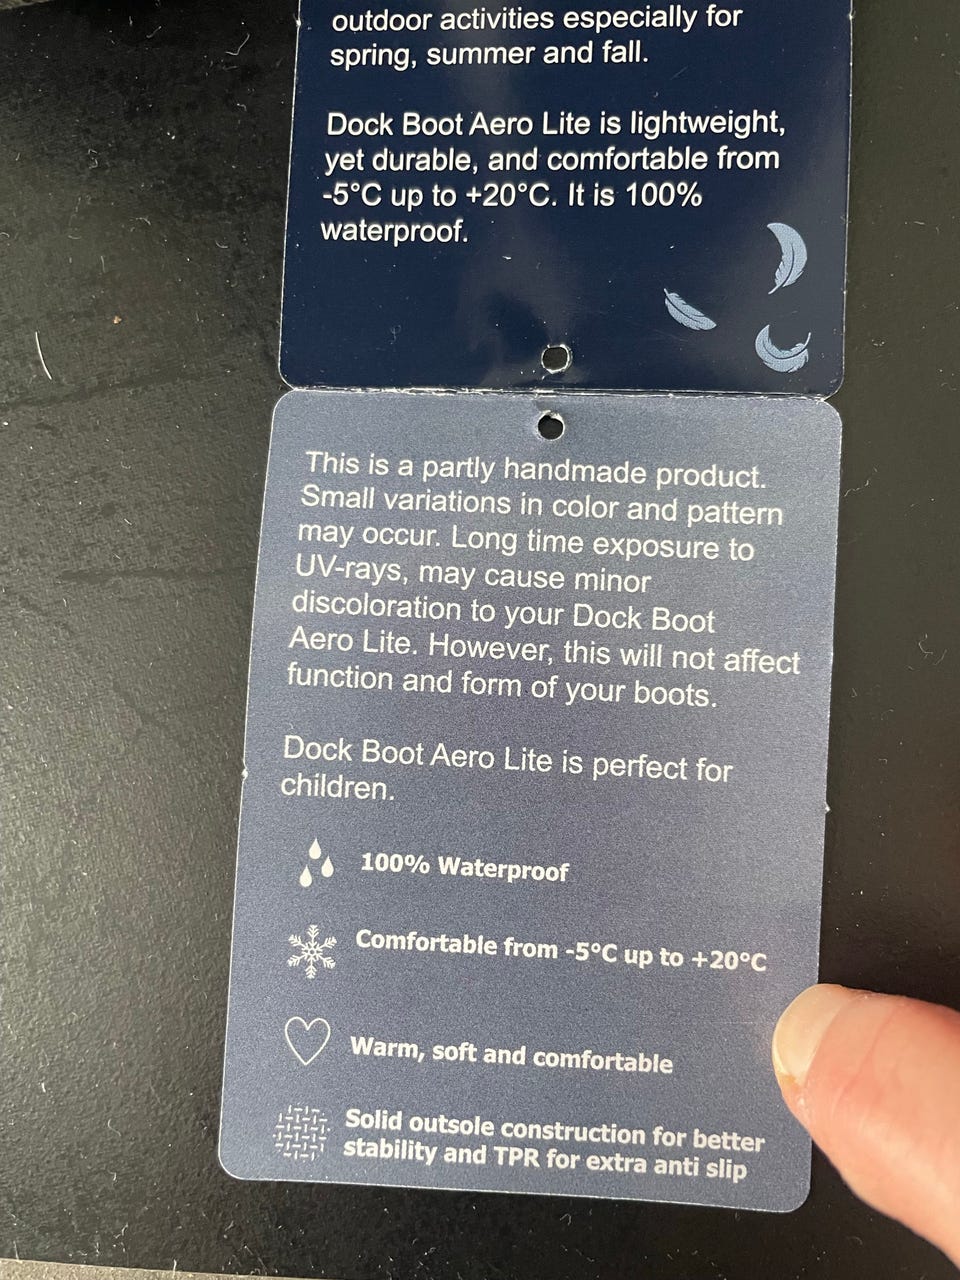 outdoor activities especially for
spring, summer and fall.
Dock Boot Aero Lite is lightweight,
yet durable, and comfortable from
-5°C up to +20°C. It is 100%
waterproof.
This is a partly handmade product.
Small variations in color and pattern
may occur. Long time exposure to
UV-rays, may cause minor
discoloration to your Dock Boot
Aero Lite. However, this will not affect
function and form of your boots.
Dock Boot Aero Lite is perfect for
children.
100% Waterproof
Comfortable from -5°C up to +20°C
Warm, soft and comfortable
Solid outsole construction for better
stability and TPR for extra anti slip